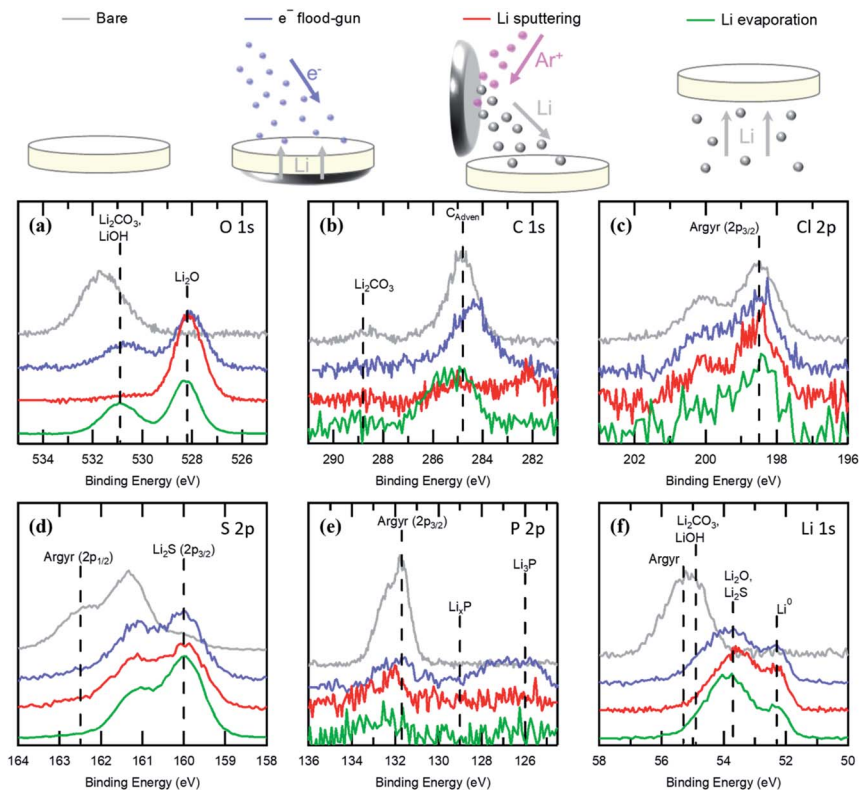 Bare
e⁻ flood-gun
Li sputtering
Li evaporation
e-
Li
Ar⁺
Li
Li
(a)
O 1s
Li₂CO₃,
LiOH
Li₂O
534 532 530 528 526
Binding Energy (eV)
(b)
C 1s
C_Adven
Li₂CO₃
290 288 286 284 282
Binding Energy (eV)
(c)
Cl 2p
Argyr (2p₃/₂)
202 200 198 196
Binding Energy (eV)
(d)
S 2p
Argyr (2p₁/₂)
Li₂S (2p₃/₂)
164 163 162 161 160 159 158
Binding Energy (eV)
(e)
P 2p
Argyr (2p₃/₂)
LiₓP
Li₃P
136 134 132 130 128 126
Binding Energy (eV)
(f)
Li 1s
Li₂CO₃,
LiOH
Argyr
Li₂O,
Li₂S
Li⁰
58 56 54 52 50
Binding Energy (eV)